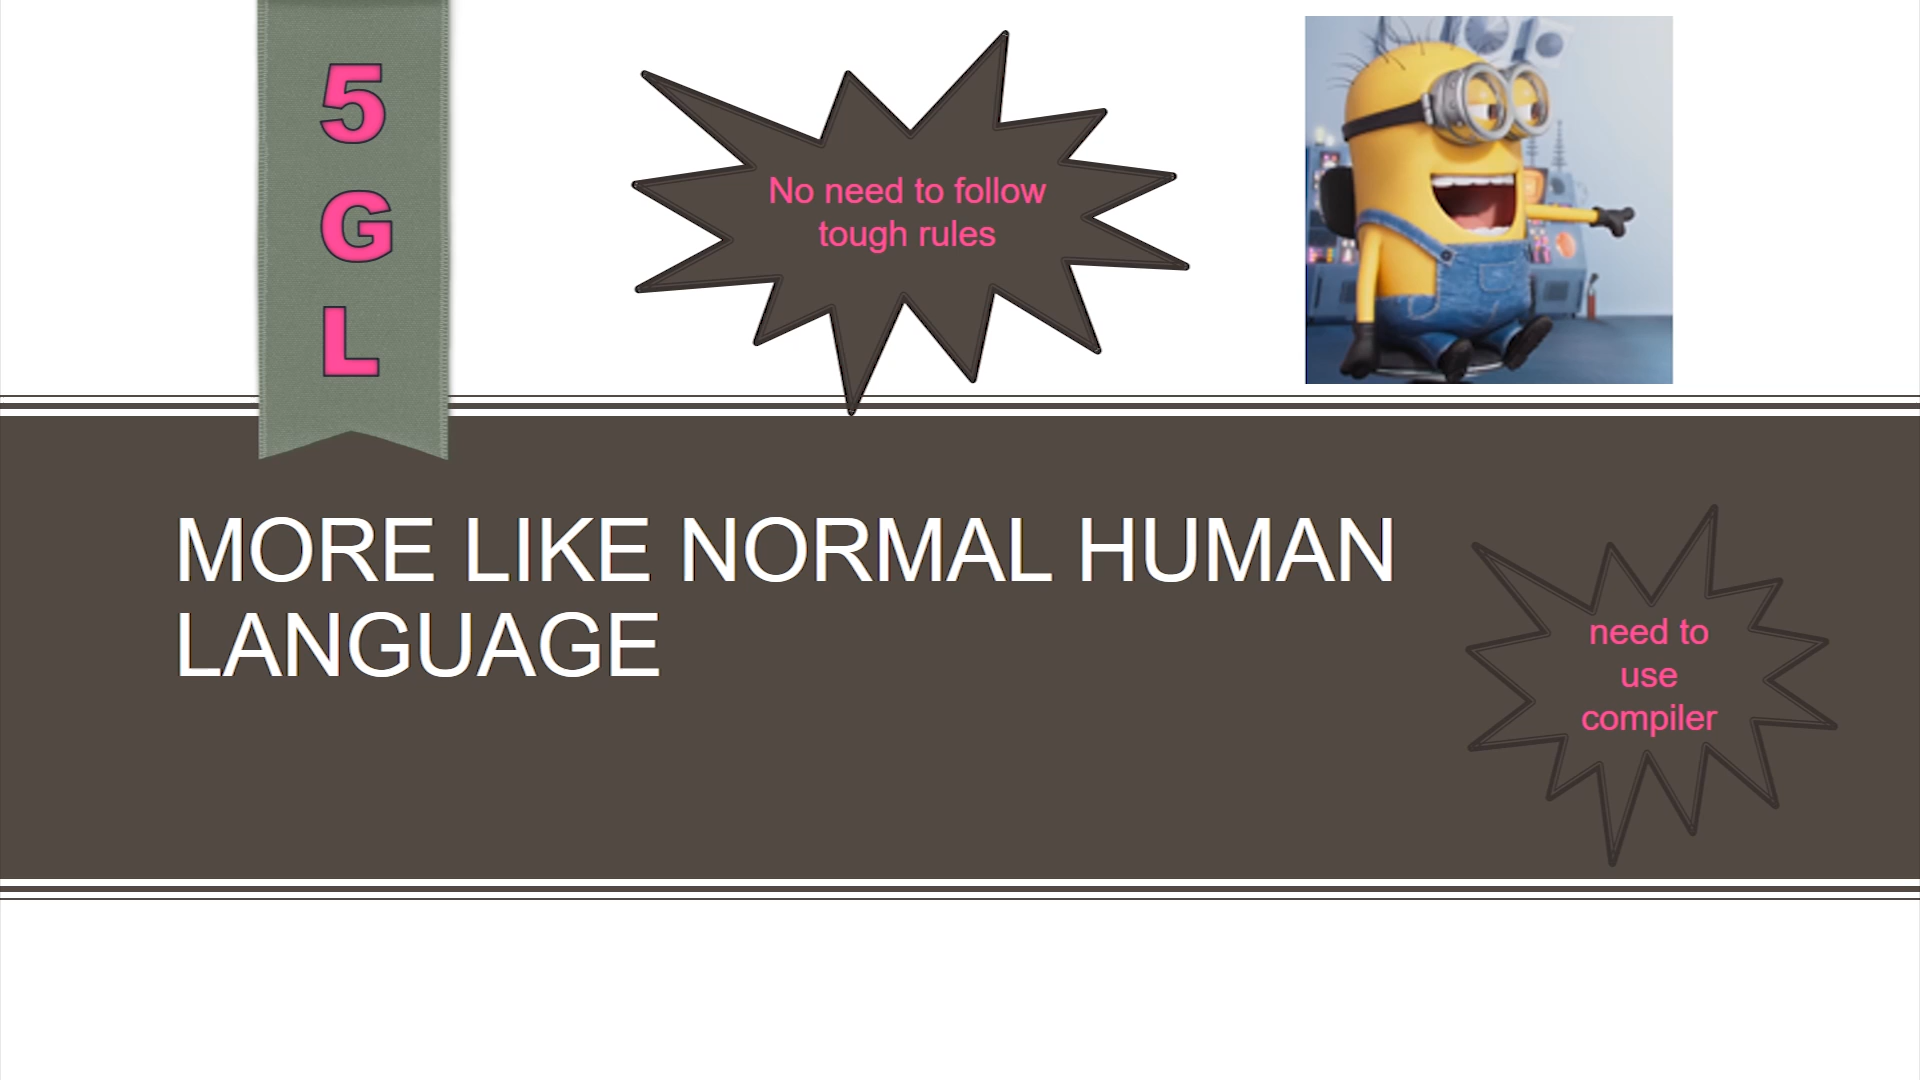 5
G
L
No need to follow
tough rules
MORE LIKE NORMAL HUMAN
LANGUAGE
need to
use
compiler